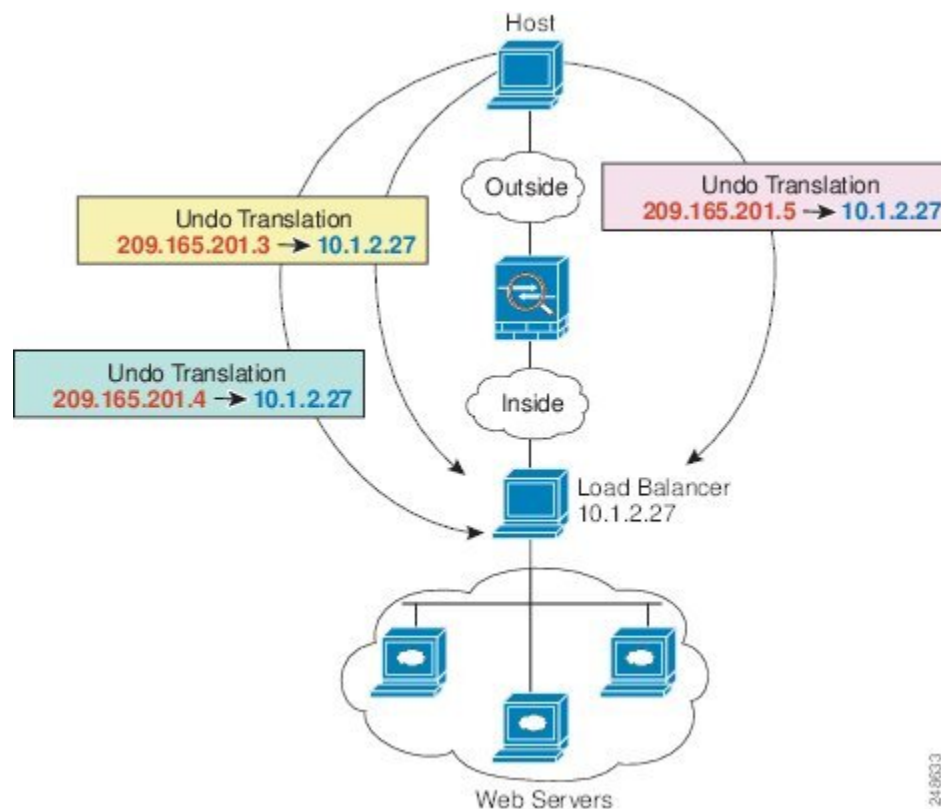 Host
Outside
Undo Translation
209.165.201.3 → 10.1.2.27
Undo Translation
209.165.201.5 → 10.1.2.27
Undo Translation
209.165.201.4 → 10.1.2.27
Inside
Load Balancer
10.1.2.27
Web Servers
248633